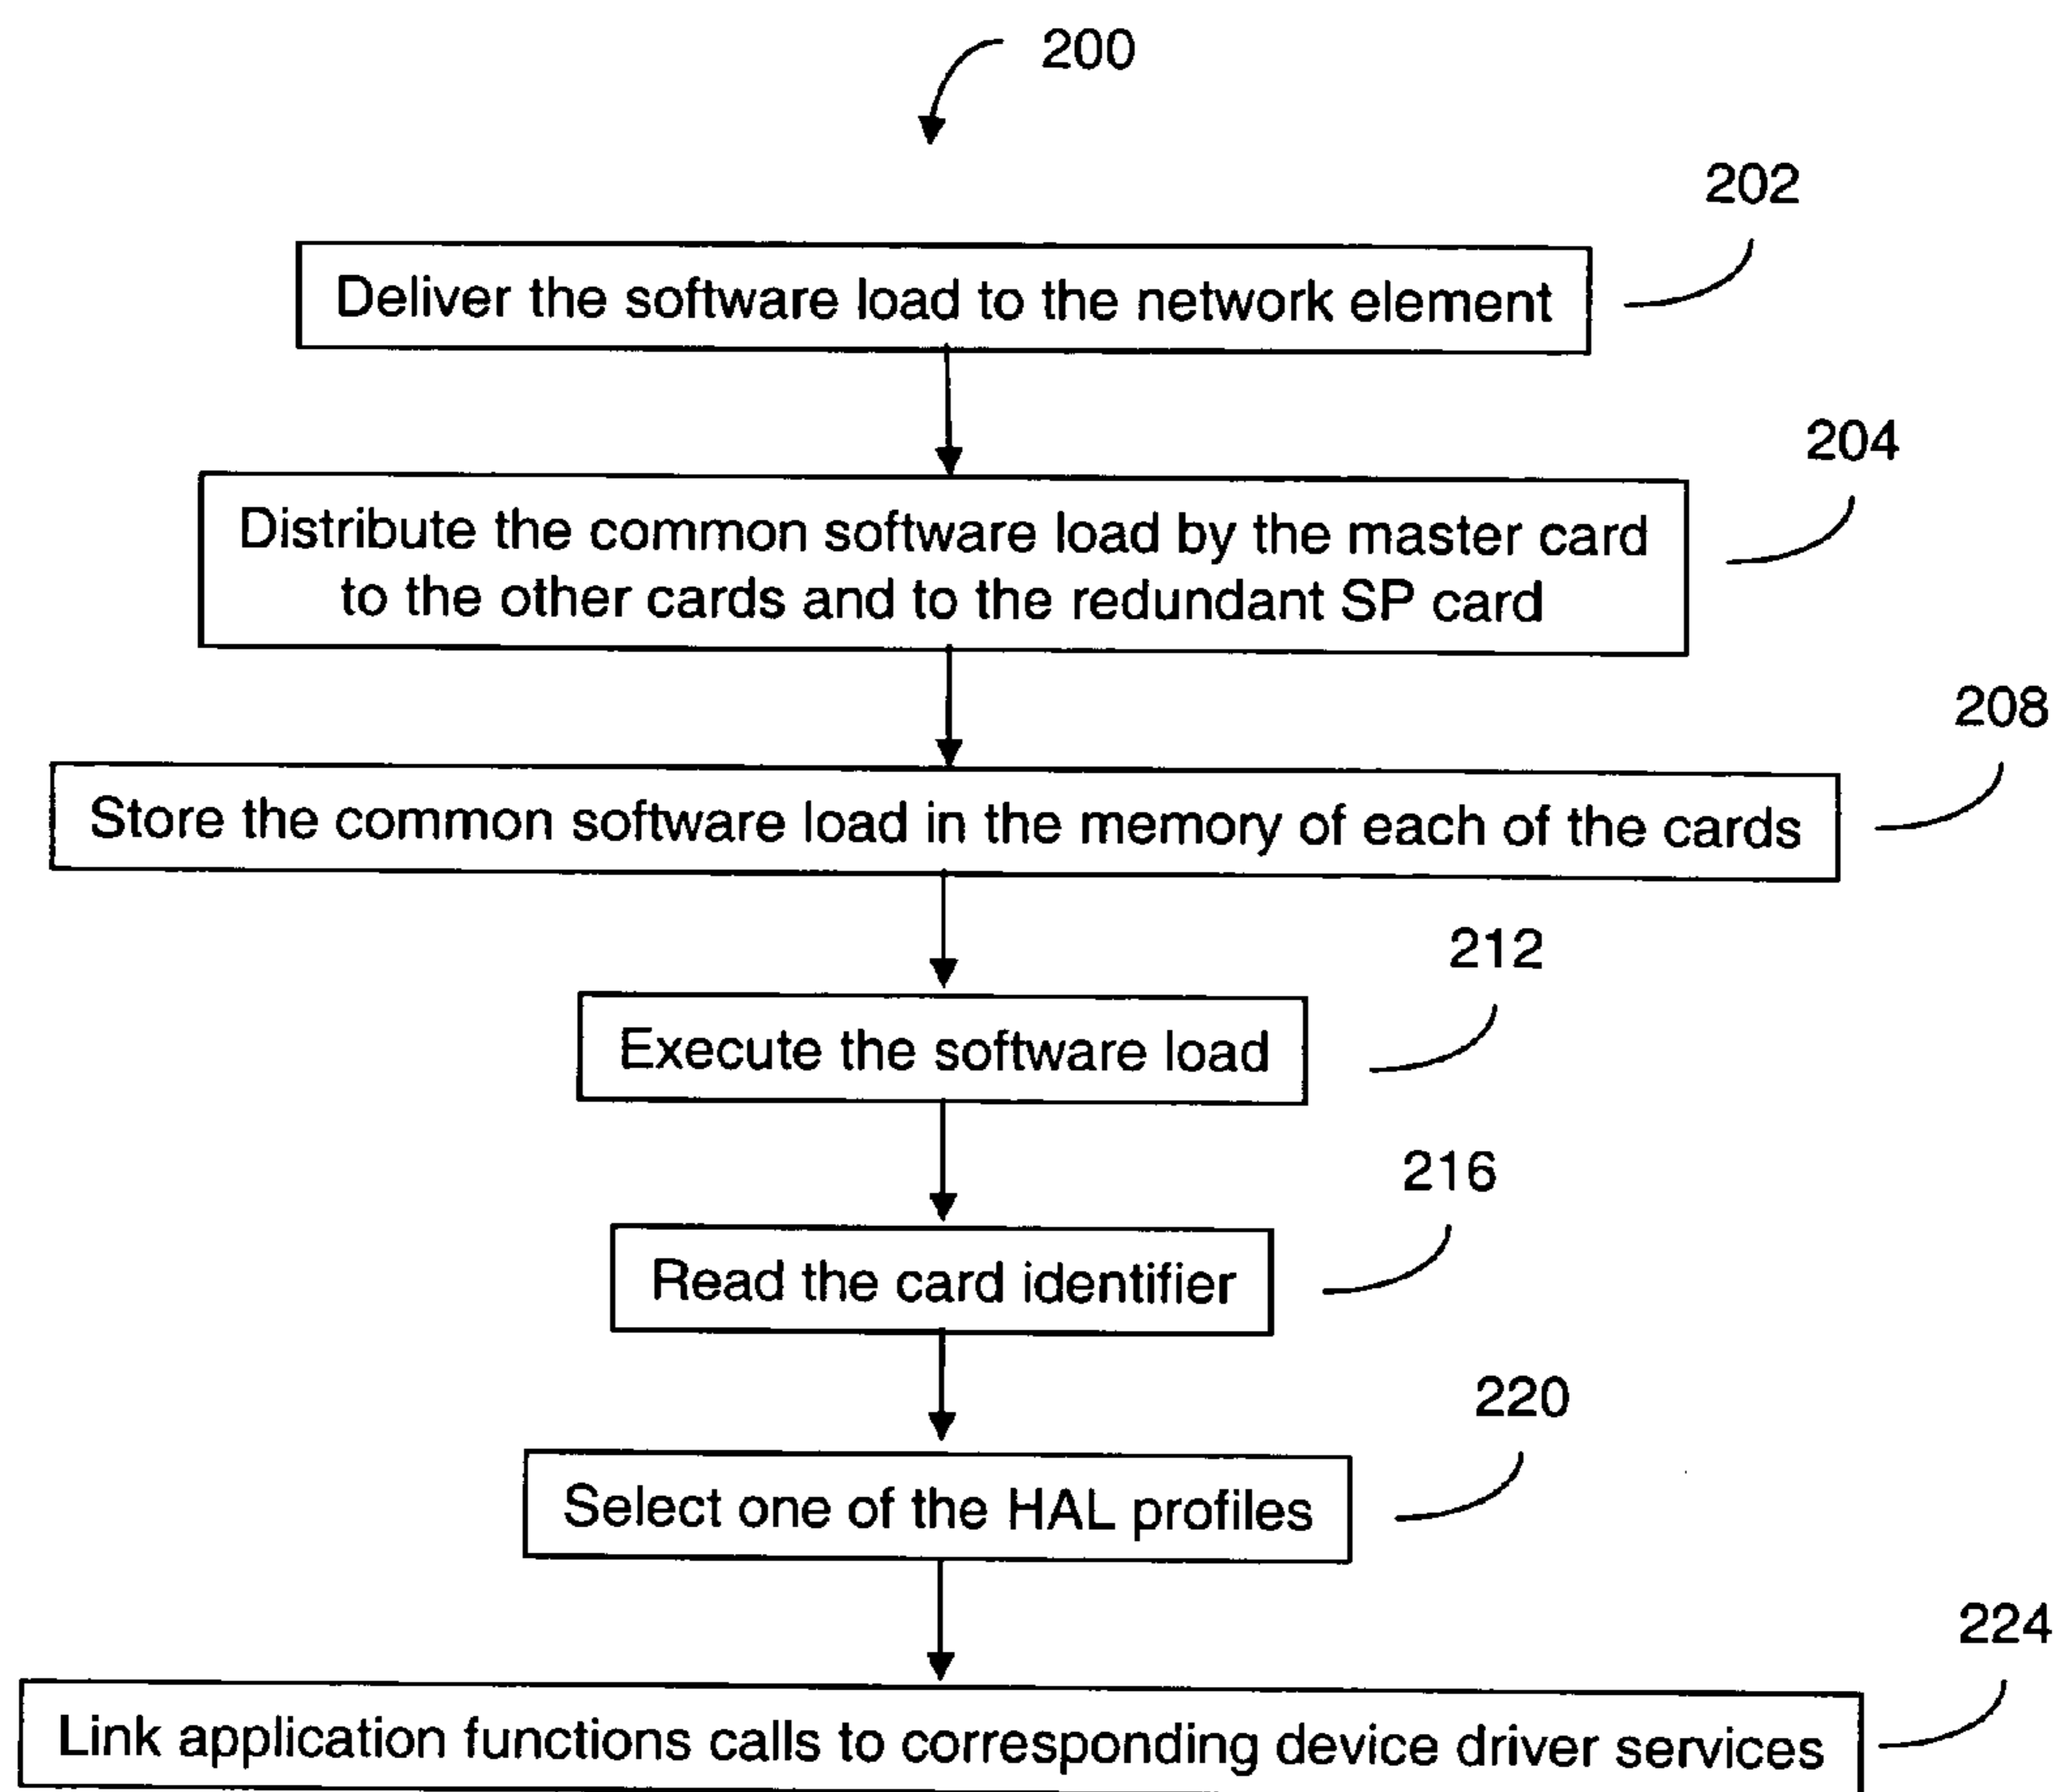 200
202
Deliver the software load to the network element
204
Distribute the common software load by the master card
to the other cards and to the redundant SP card
208
Store the common software load in the memory of each of the cards
212
Execute the software load
216
Read the card identifier
220
Select one of the HAL profiles
224
Link application functions calls to corresponding device driver services